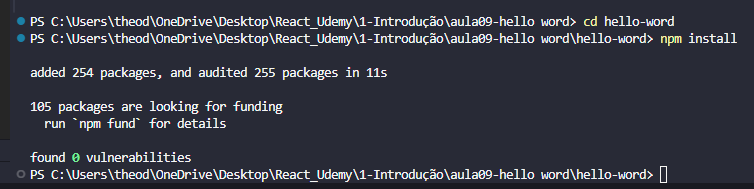 PS C:\Users\theod\OneDrive\Desktop\React_Udemy\1-Introdução\aula09-hello word> cd hello-word
PS C:\Users\theod\OneDrive\Desktop\React_Udemy\1-Introdução\aula09-hello word\hello-word> npm install
added 254 packages, and audited 255 packages in 11s
105 packages are looking for funding
run `npm fund` for details
found 0 vulnerabilities
PS C:\Users\theod\OneDrive\Desktop\React_Udemy\1-Introdução\aula09-hello word\hello-word>